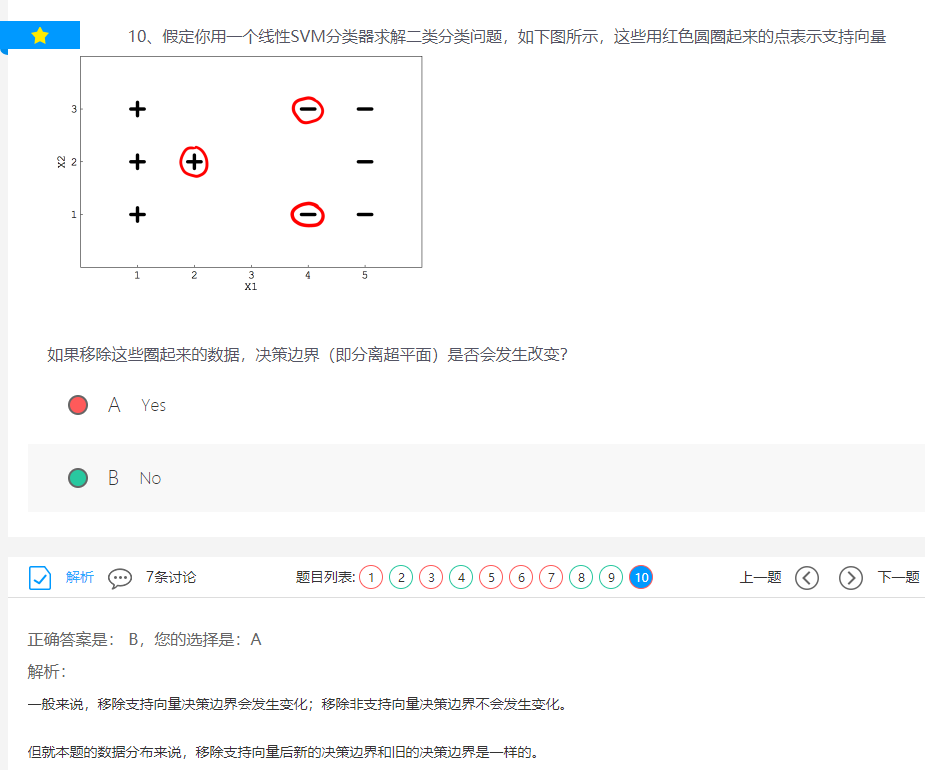 10、假定你用一个线性SVM分类器求解二类分类问题，如下图所示，这些用红色圆圈起来的点表示支持向量
3
X2 2
1
1 2 3 4 5
X1
如果移除这些圈起来的数据，决策边界（即分离超平面）是否会发生改变？
A Yes
B No
解析 7条讨论 题目列表: 1 2 3 4 5 6 7 8 9 10 上一题 下一题
正确答案是： B，您的选择是：A
解析：
一般来说，移除支持向量决策边界会发生变化；移除非支持向量决策边界不会发生变化。
但就本题的数据分布来说，移除支持向量后新的决策边界和旧的决策边界是一样的。